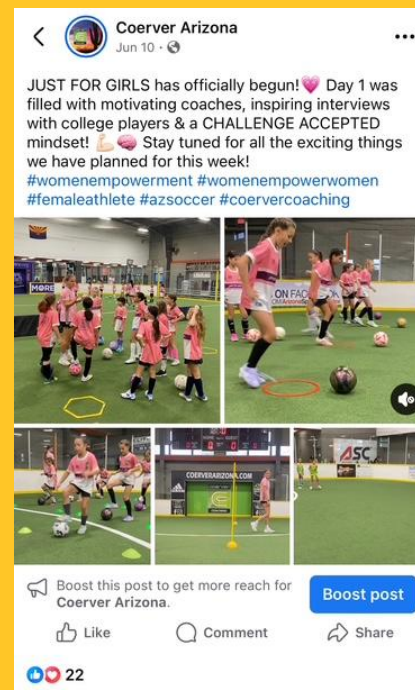 Coerver Arizona
Jun 10 ·
JUST FOR GIRLS has officially begun!💗 Day 1 was
filled with motivating coaches, inspiring interviews
with college players & a CHALLENGE ACCEPTED
mindset! 💪🏻🧠 Stay tuned for all the exciting things
we have planned for this week!
#womenempowerment #womenempowerwomen
#femaleathlete #azsoccer #coervercoaching
MORE
ON FAC
COERVERARIZONA.COM
ASC
Boost this post to get more reach for
Coerver Arizona.
Boost post
Like
Comment
Share
22